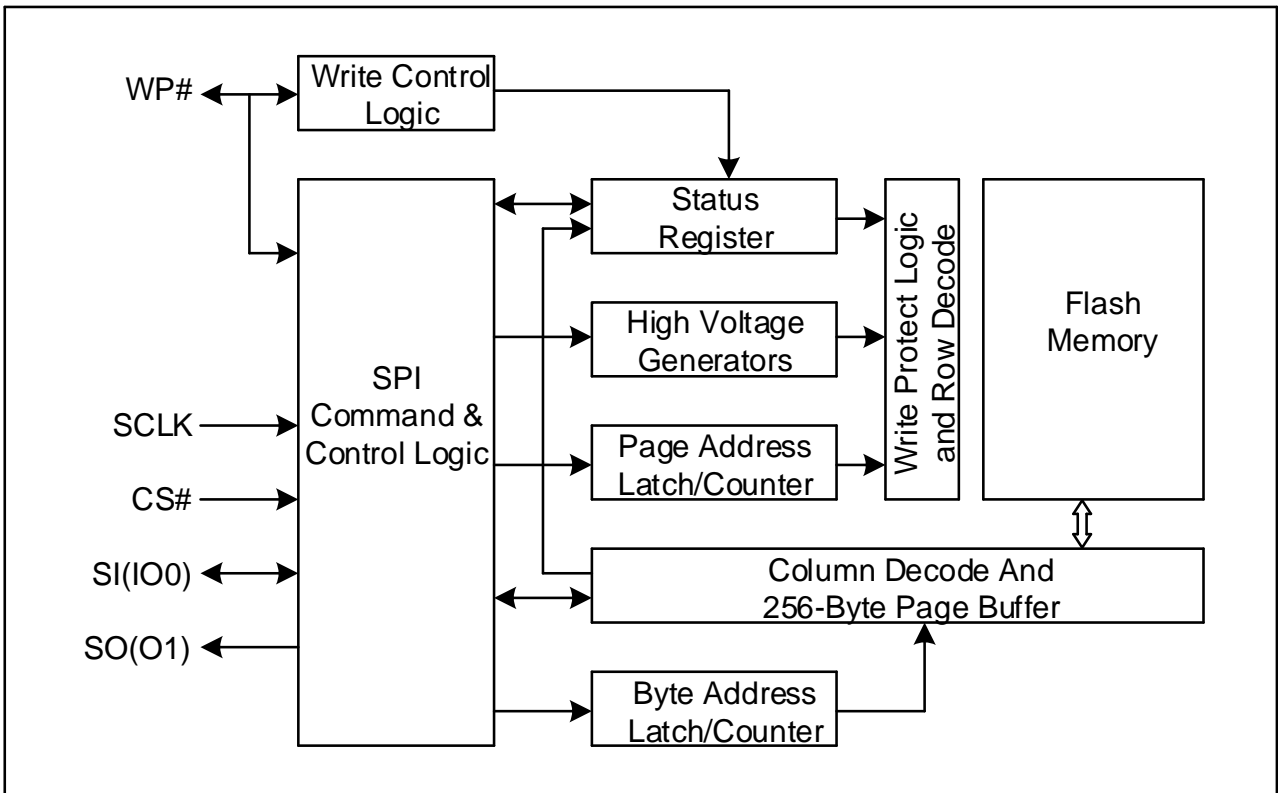 WP#
Write Control
Logic
Status
Register
High Voltage
Generators
Page Address
Latch/Counter
Write Protect Logic
and Row Decode
Flash
Memory
SPI
Command &
Control Logic
SCLK
CS#
SI(IO0)
SO(O1)
Column Decode And
256-Byte Page Buffer
Byte Address
Latch/Counter